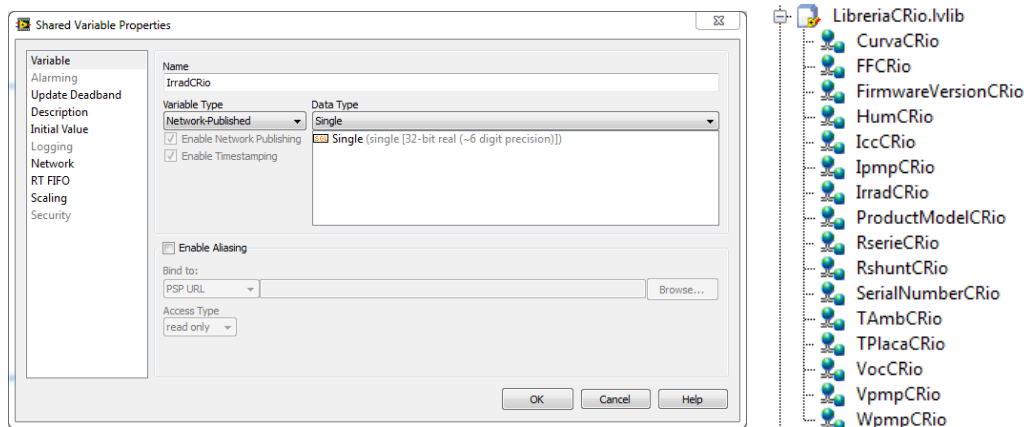 Shared Variable Properties
Variable
Alarming
Update Deadband
Description
Initial Value
Logging
Network
RT FIFO
Scaling
Security
Name
IrradCRio
Variable Type
Network-Published
Enable Network Publishing
Enable Timestamping
Data Type
Single
SGL Single (single [32-bit real (~6 digit precision)])
Enable Aliasing
Bind to:
PSP URL
Browse...
Access Type
read only
OK Cancel Help
LibreriaCRio.lvlib
CurvaCRio
FFCRio
FirmwareVersionCRio
HumCRio
IccCRio
IpmpCRio
IrradCRio
ProductModelCRio
RserieCRio
RshuntCRio
SerialNumberCRio
TAmbCRio
TPlacaCRio
VocCRio
VpmpCRio
WpmpCRio